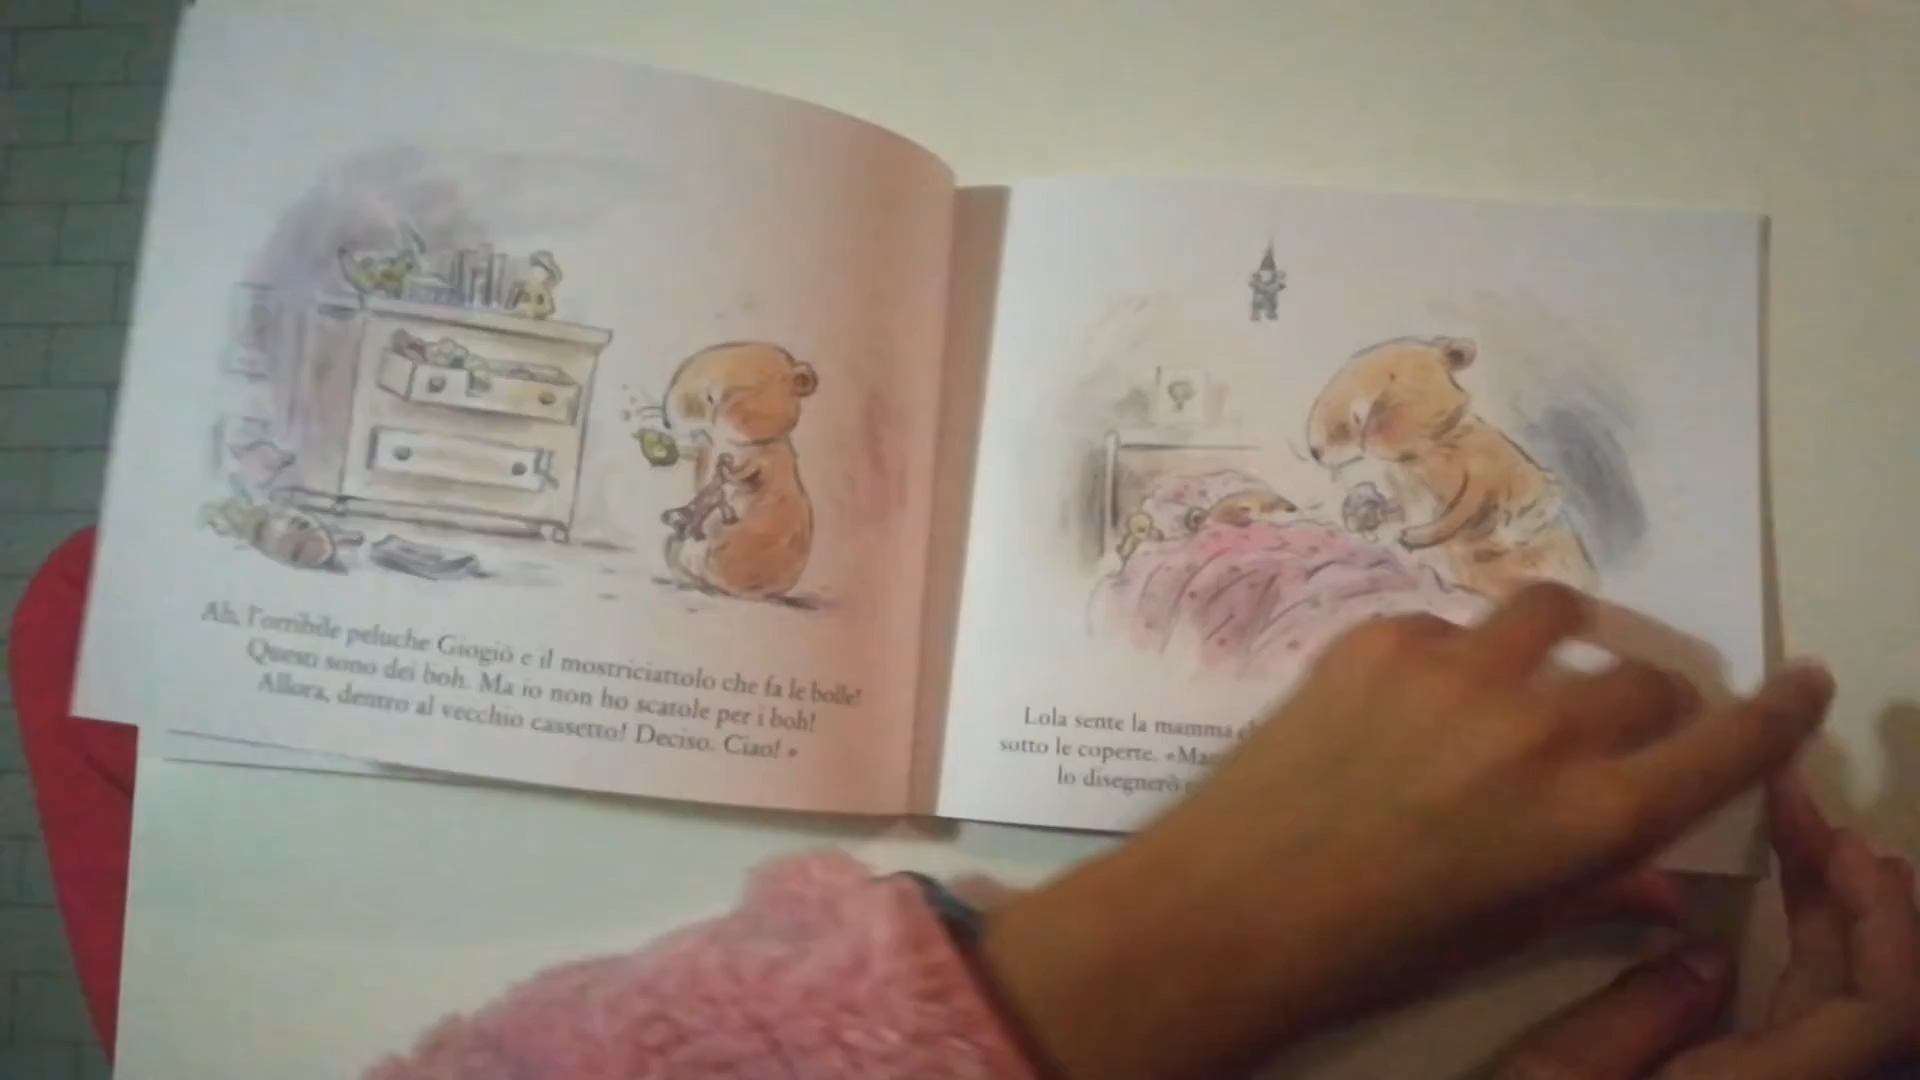 Ah, l'orribile peluche Giogiò e il mostriciattolo che fa le bolle!
Questi sono dei boh. Ma io non ho scatole per i boh!
Allora, dentro al vecchio cassetto! Deciso. Ciao! »
Lola sente la mamma
sotto le coperte.
lo disegnerò